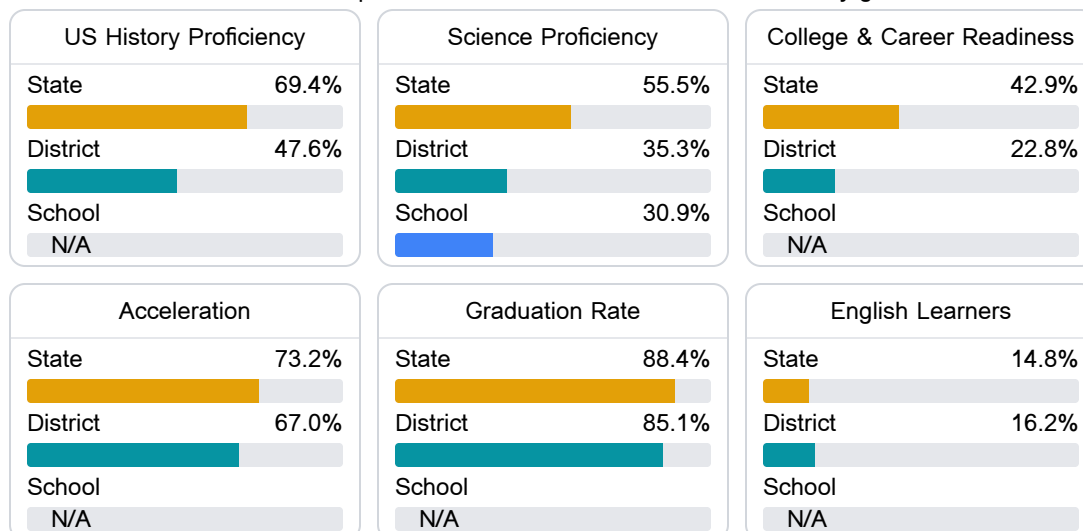 US History Proficiency
State 69.4%
District 47.6%
School
N/A
Science Proficiency
State 55.5%
District 35.3%
School 30.9%
College & Career Readiness
State 42.9%
District 22.8%
School
N/A
Acceleration
State 73.2%
District 67.0%
School
N/A
Graduation Rate
State 88.4%
District 85.1%
School
N/A
English Learners
State 14.8%
District 16.2%
School
N/A